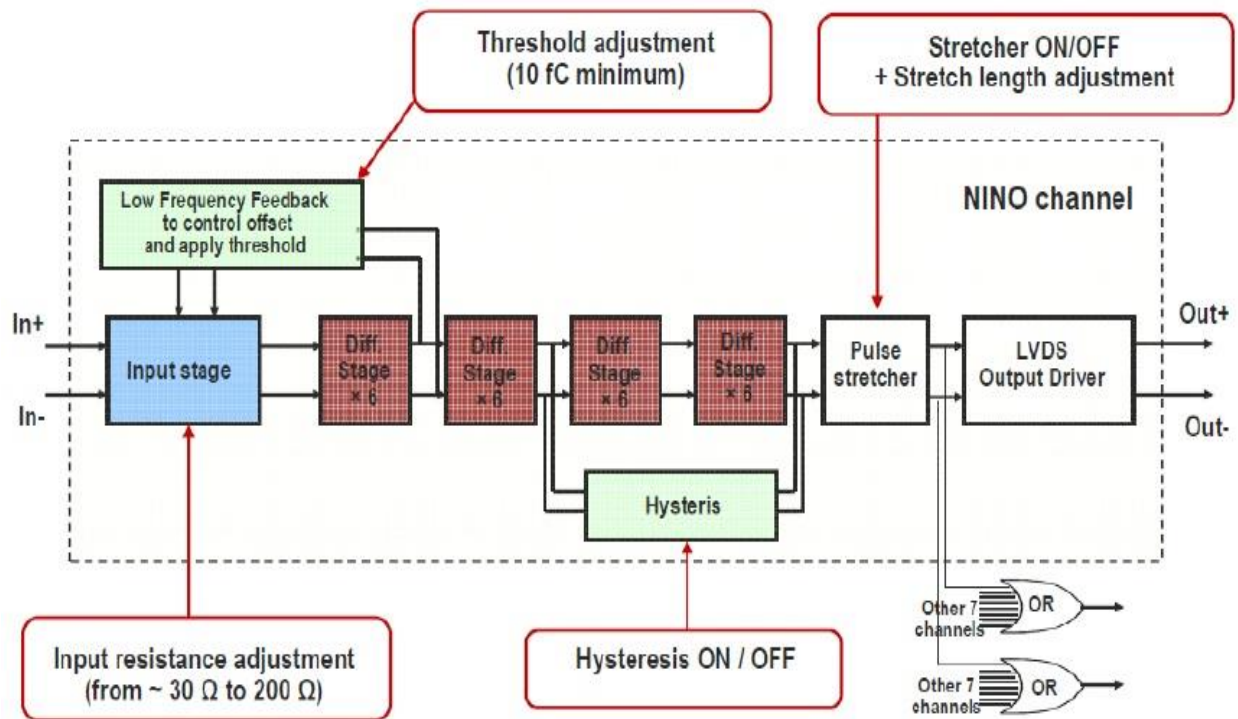 Threshold adjustment
(10 fC minimum)
Stretcher ON/OFF
+ Stretch length adjustment
Low Frequency Feedback
to control offset
and apply threshold
NINO channel
In+
In-
Input stage
Diff.
Stage
× 6
Diff.
Stage
× 6
Diff.
Stage
× 6
Diff.
Stage
× 6
Pulse
stretcher
LVDS
Output Driver
Out+
Out-
Hysteris
Other 7
channels
OR
Other 7
channels
OR
Input resistance adjustment
(from ~ 30 Ω to 200 Ω)
Hysteresis ON / OFF